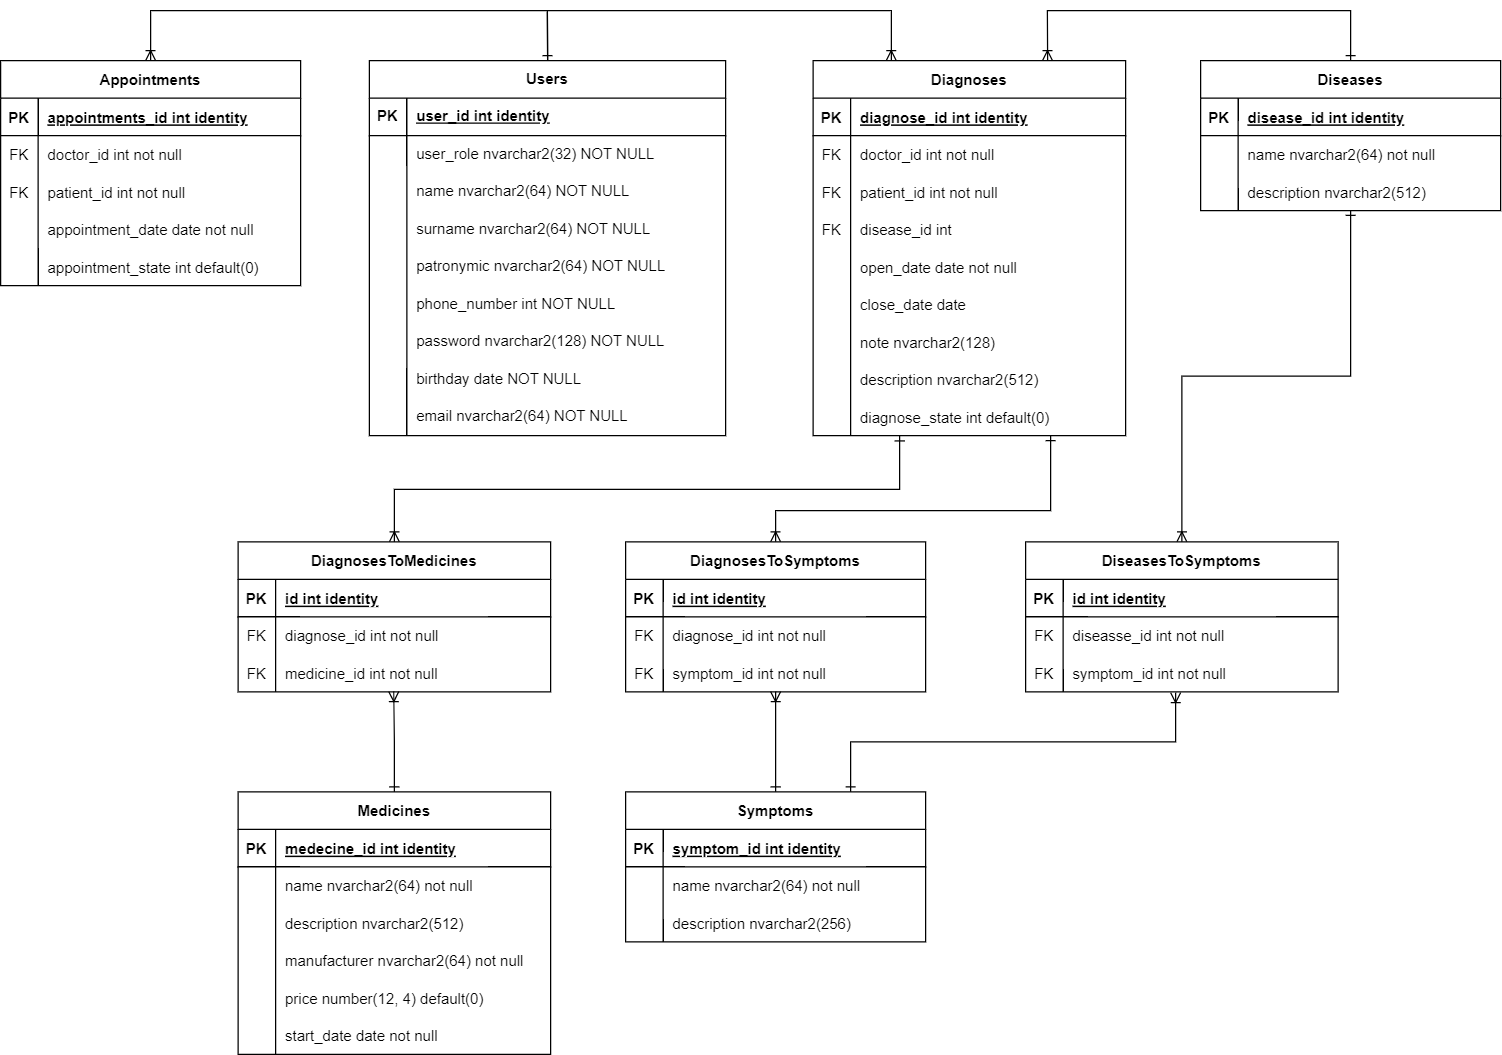 Appointments
PK appointments_id int identity
FK doctor_id int not null
FK patient_id int not null
appointment_date date not null
appointment_state int default(0)
Users
PK user_id int identity
user_role nvarchar2(32) NOT NULL
name nvarchar2(64) NOT NULL
surname nvarchar2(64) NOT NULL
patronymic nvarchar2(64) NOT NULL
phone_number int NOT NULL
password nvarchar2(128) NOT NULL
birthday date NOT NULL
email nvarchar2(64) NOT NULL
Diagnoses
PK diagnose_id int identity
FK doctor_id int not null
FK patient_id int not null
FK disease_id int
open_date date not null
close_date date
note nvarchar2(128)
description nvarchar2(512)
diagnose_state int default(0)
Diseases
PK disease_id int identity
name nvarchar2(64) not null
description nvarchar2(512)
DiagnosesToMedicines
PK id int identity
FK diagnose_id int not null
FK medicine_id int not null
DiagnosesToSymptoms
PK id int identity
FK diagnose_id int not null
FK symptom_id int not null
DiseasesToSymptoms
PK id int identity
FK diseasse_id int not null
FK symptom_id int not null
Medicines
PK medecine_id int identity
name nvarchar2(64) not null
description nvarchar2(512)
manufacturer nvarchar2(64) not null
price number(12, 4) default(0)
start_date date not null
Symptoms
PK symptom_id int identity
name nvarchar2(64) not null
description nvarchar2(256)